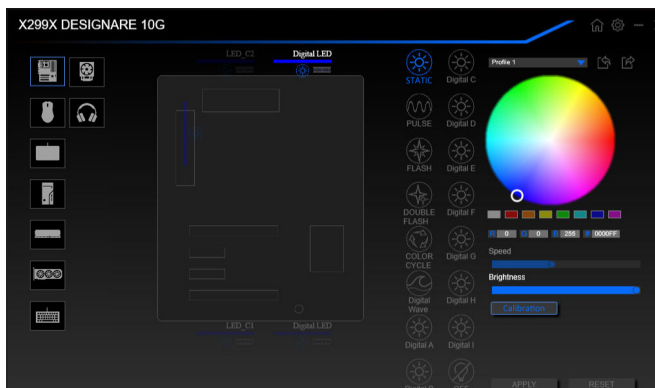 X299X DESIGNARE 10G
LED_C2 Digital LED
STATIC Digital C
PULSE Digital D
FLASH Digital E
DOUBLE FLASH Digital F
COLOR CYCLE Digital G
Digital Wave Digital H
Digital A Digital I
Profile 1
R 0 G 0 B 256 # 0000FF
Speed
Brightness
Calibration
LED_C1 Digital LED
APPLY RESET